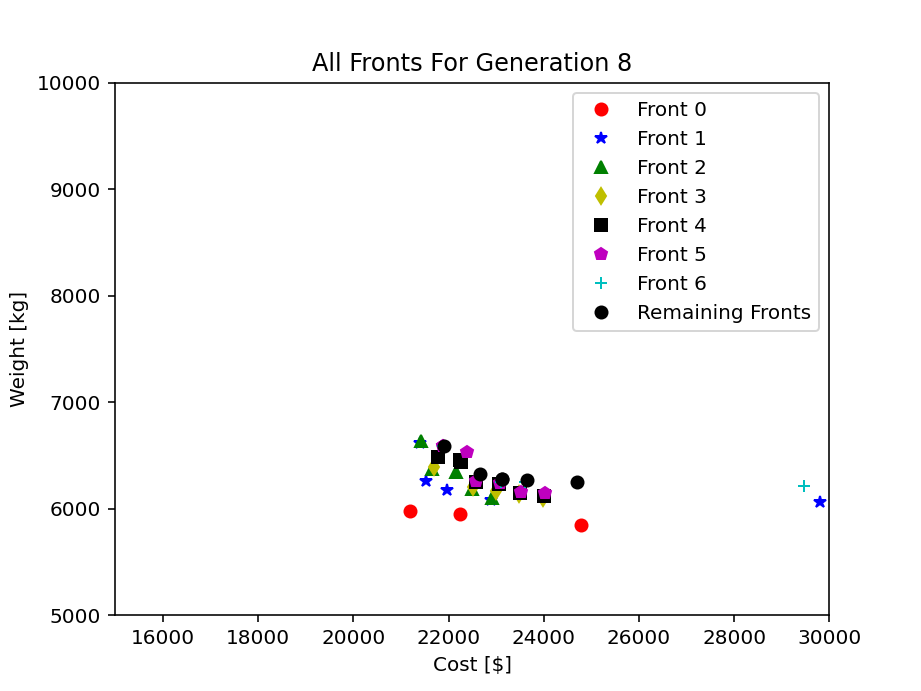 All Fronts For Generation 8
10000
9000
8000
7000
6000
5000
Weight [kg]
Front 0
Front 1
Front 2
Front 3
Front 4
Front 5
Front 6
Remaining Fronts
16000 18000 20000 22000 24000 26000 28000 30000
Cost [$]